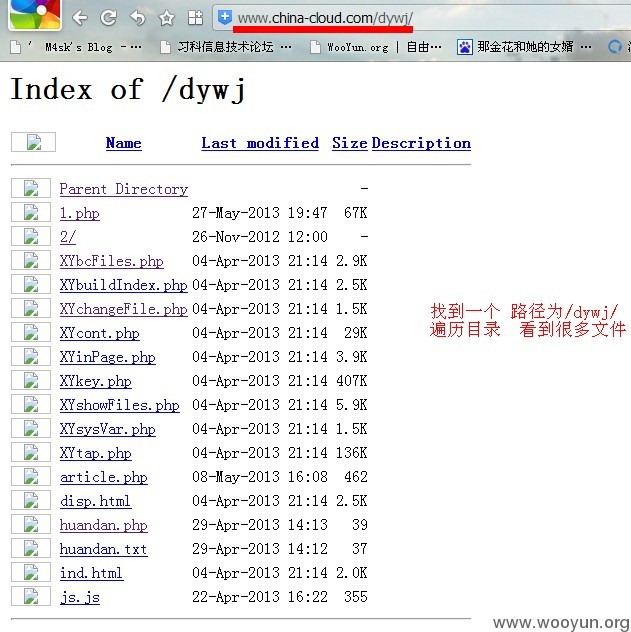 www.china-cloud.com/dywj/
' M4sk's Blog - ... 习科信息技术论坛 ... WooYun.org | 自由... 那金花和她的女婿 ...
Index of /dywj
Name Last modified Size Description
Parent Directory -
1.php 27-May-2013 19:47 67K
2/ 26-Nov-2012 12:00 -
XYbcFiles.php 04-Apr-2013 21:14 2.9K
XYbuildIndex.php 04-Apr-2013 21:14 2.5K
XYchangeFile.php 04-Apr-2013 21:14 1.5K
XYcont.php 04-Apr-2013 21:14 29K
XYinPage.php 04-Apr-2013 21:14 3.9K
XYkey.php 04-Apr-2013 21:14 407K
XYshowFiles.php 04-Apr-2013 21:14 5.9K
XYsysVar.php 04-Apr-2013 21:14 1.5K
XYtap.php 04-Apr-2013 21:14 136K
article.php 08-May-2013 16:08 462
disp.html 04-Apr-2013 21:14 2.5K
huandan.php 29-Apr-2013 14:13 39
huandan.txt 29-Apr-2013 14:12 37
ind.html 04-Apr-2013 21:14 2.0K
js.js 22-Apr-2013 16:22 355
找到一个 路径为/dywj/
遍历目录 看到很多文件
www.wooyun.org